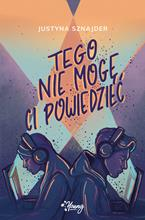 JUSTYNA SZNAJDER
TEGO
NIE MOGĘ
CI POWIEDZIEĆ
Young